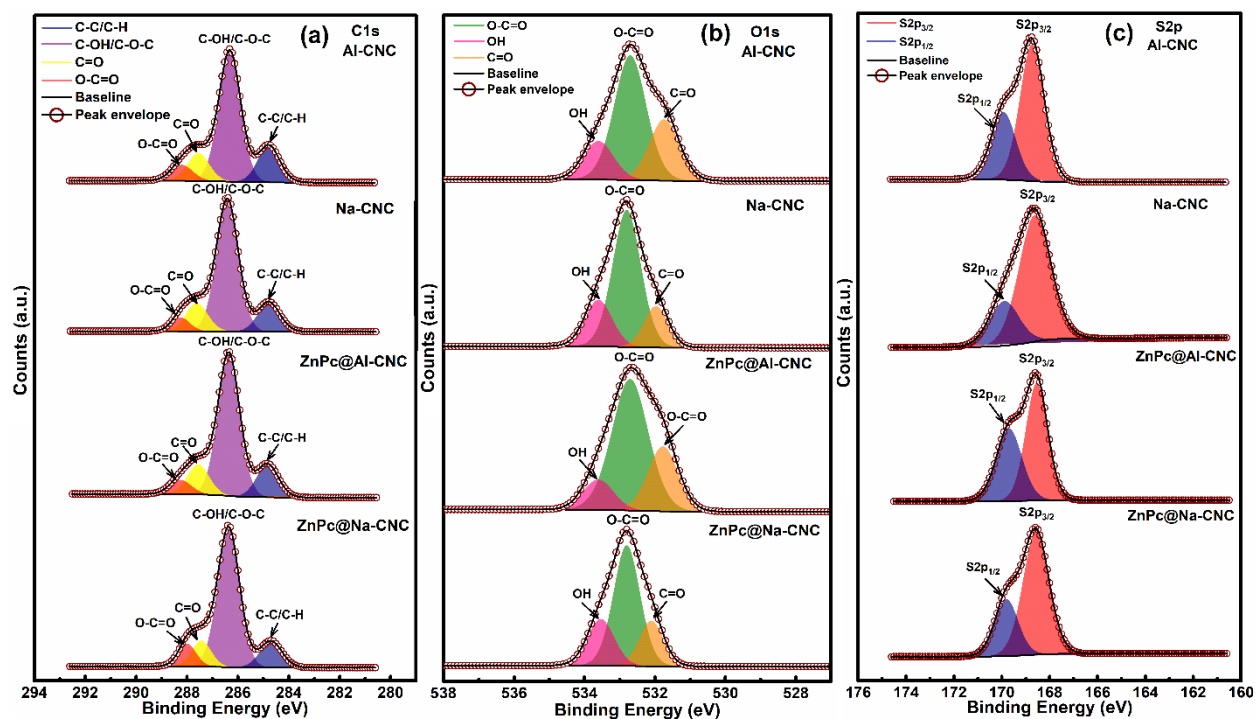 C-C/C-H
C-OH/C-O-C
C=O
O-C=O
Baseline
Peak envelope
C-OH/C-O-C
(a)
C1s
Al-CNC
C=O
O-C=O
C-C/C-H
C-OH/C-O-C
Na-CNC
C=O
O-C=O
C-C/C-H
C-OH/C-O-C
ZnPc@Al-CNC
C=O
O-C=O
C-C/C-H
C-OH/C-O-C
ZnPc@Na-CNC
C=O
O-C=O
C-C/C-H
Counts (a.u.)
294 292 290 288 286 284 282 280
Binding Energy (eV)
O-C=O
OH
C=O
Baseline
Peak envelope
O-C=O
(b)
O1s
Al-CNC
OH
C=O
O-C=O
Na-CNC
OH
C=O
O-C=O
ZnPc@Al-CNC
OH
O-C=O
O-C=O
ZnPc@Na-CNC
OH
C=O
Counts (a.u.)
538 536 534 532 530 528
Binding Energy (eV)
S2p3/2
S2p1/2
Baseline
Peak envelope
S2p3/2
(c)
S2p
Al-CNC
S2p1/2
S2p3/2
Na-CNC
S2p1/2
S2p3/2
ZnPc@Al-CNC
S2p1/2
S2p3/2
ZnPc@Na-CNC
S2p1/2
Counts (a.u.)
176 174 172 170 168 166 164 162 160
Binding Energy (eV)